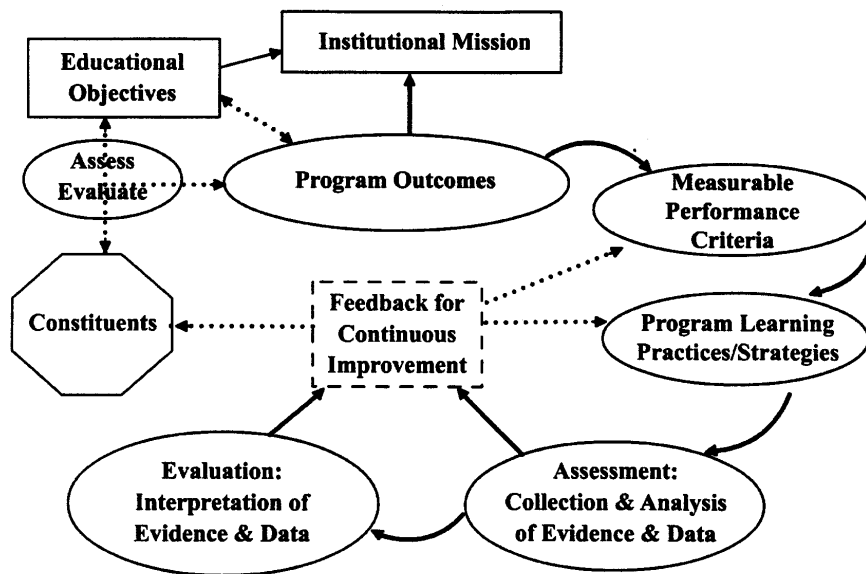 Institutional Mission
Educational
Objectives
Assess
Evaluate
Program Outcomes
Measurable
Performance
Criteria
Constituents
Feedback for
Continuous
Improvement
Program Learning
Practices/Strategies
Evaluation:
Interpretation of
Evidence & Data
Assessment:
Collection & Analysis
of Evidence & Data